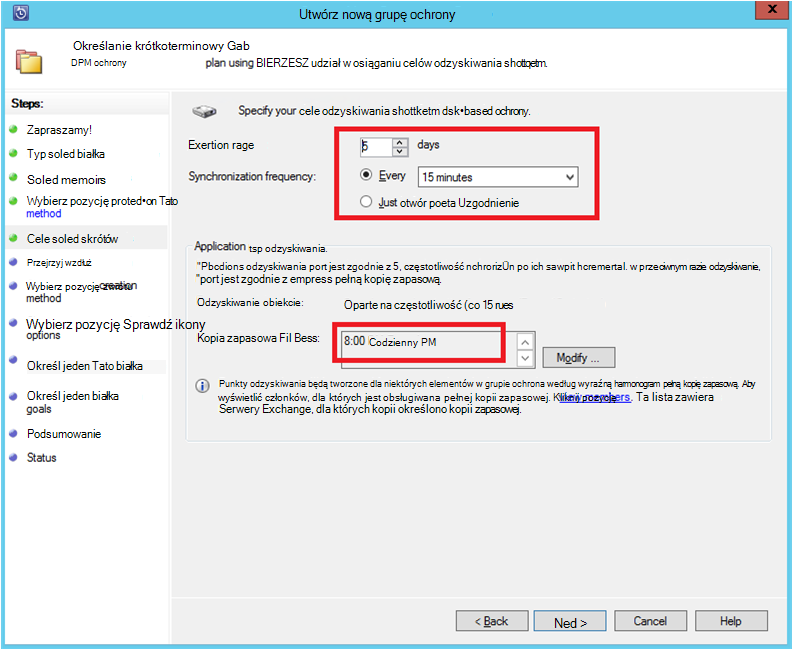 Utwórz nową grupę ochrony
X
Określanie krótkoterminowy Gab
DPM ochrony plan using BIERZESZ udział w osiąganiu celów odzyskiwania shottqetm.
Steps:
Zapraszamy!
Typ soled białka
Soled memoirs
Wybierz pozycję proted•on Tato
method
Cele soled skrótów
Przejrzyj wzdłuż
Wybierz pozycję creation
method
Wybierz pozycję Sprawdź ikony
options
Określ jeden Tato białka
Określ jeden białka
goals
Podsumowanie
Status
Specify your cele odzyskiwania shottketm dsk•based ochrony.
Exertion rage 5 days
Synchronization frequency: Every 15 minutes
Just otwór poeta Uzgodnienie
Application tsp odzyskiwania.
"Pbodions odzyskiwania port jest zgodnie z 5, częstotliwość nchrorizÜn po ich sawpit hcremertal. w przeciwnym razie odzyskiwanie,
"port jest zgodnie z empress pełną kopię zapasową.
Odzyskiwanie obiekcie: Oparte na częstotliwość (co 15 rues
Kopia zapasowa Fil Bess: 8:00 Codzienny PM
Modify ...
Punkty odzyskiwania będą tworzone dla niektórych elementów w grupie ochrona według wyraźną harmonogram pełną kopię zapasową. Aby
wyświetlić członków, dla których jest obsługiwana pełnej kopii zapasowej. Kliknij pozycję members. Ta lista zawiera
Serwery Exchange, dla których kopii określono kopii zapasowej.
< Back
Ned >
Cancel
Help